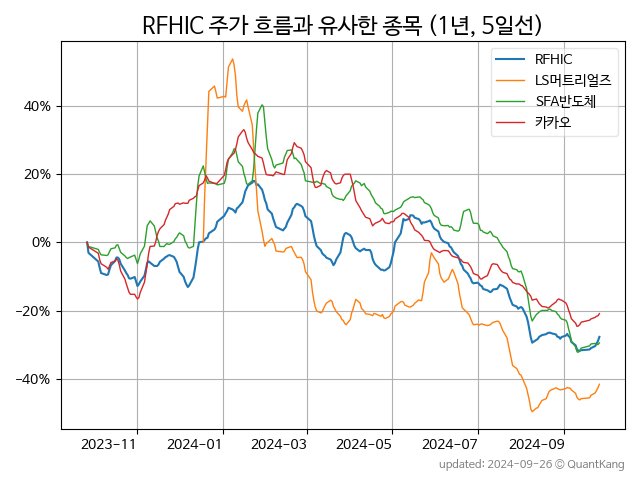 RFHIC 주가 흐름과 유사한 종목 (1년, 5일선)
RFHIC
LS머트리얼즈
SFA반도체
카카오
40%
20%
0%
−20%
−40%
2023−11
2024−01
2024−03
2024−05
2024−07
2024−09
updated: 2024-09-26 © QuantKang